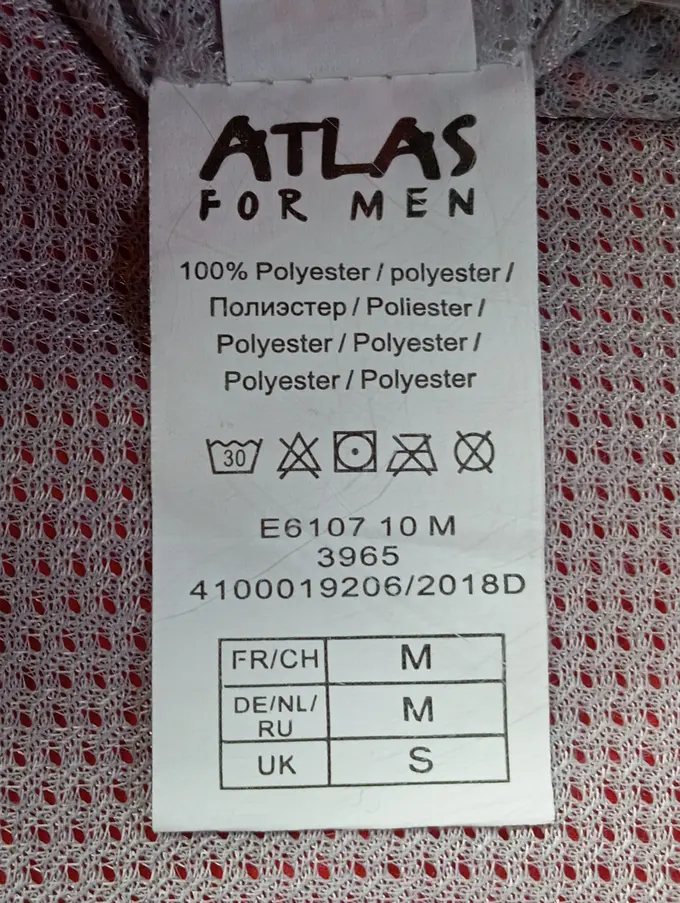 ATLAS
FOR MEN
100% Polyester / polyester /
Полиэстер / Poliester /
Polyester / Polyester /
Polyester / Polyester
30
E6107 10 M
3965
4100019206/2018D
FR/CH M
DE/NL/
RU M
UK S